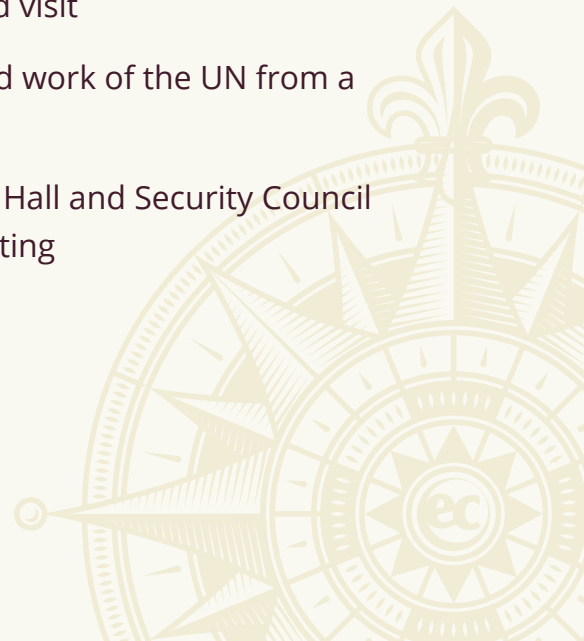 d visit
d work of the UN from a
Hall and Security Council
ting
ec